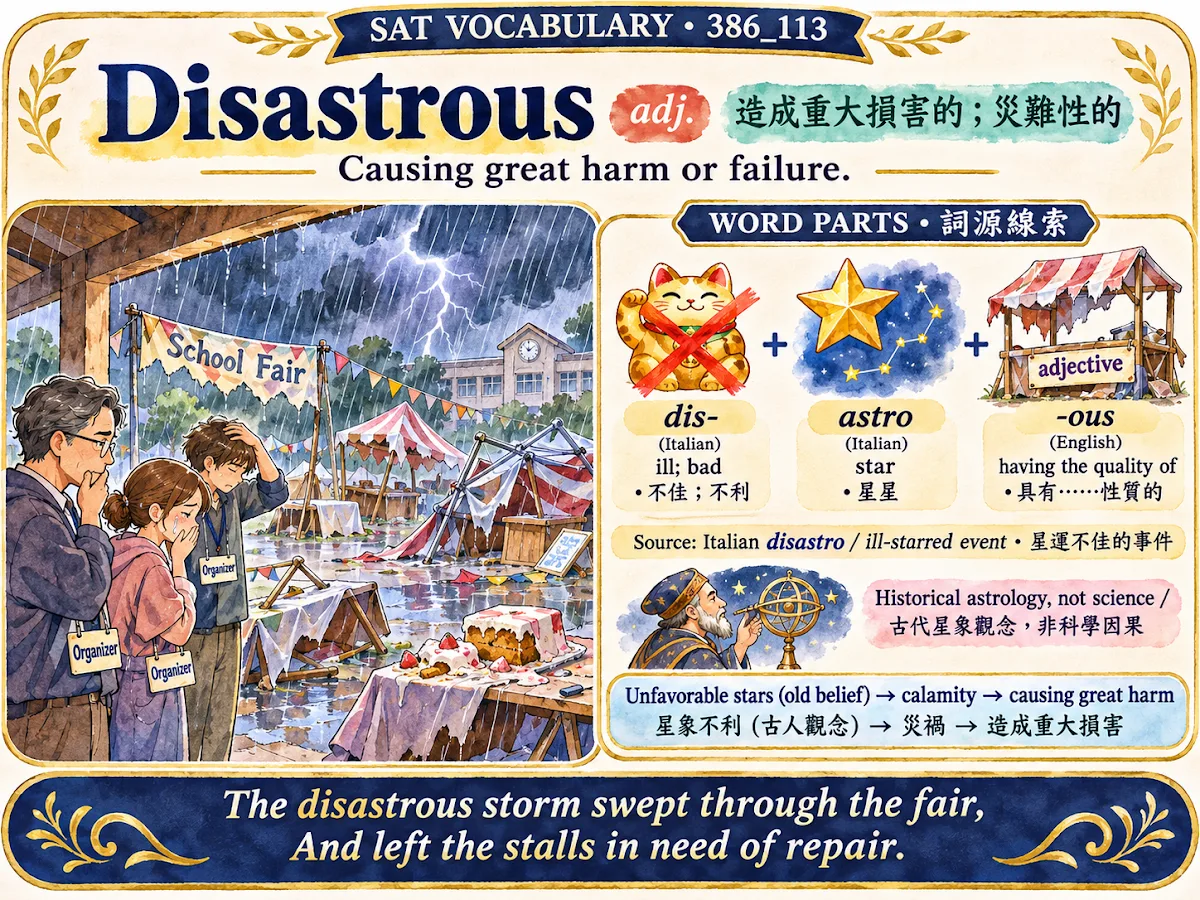 SAT VOCABULARY • 386_113
Disastrous
adj.
造成重大損害的；災難性的
Causing great harm or failure.
School Fair
Organizer
Organizer
Organizer
WORD PARTS • 詞源線索
+
+
adjective
dis-
(Italian)
ill; bad
• 不佳；不利
astro
(Italian)
star
• 星星
-ous
(English)
having the quality of
• 具有……性質的
Source: Italian disastro / ill-starred event • 星運不佳的事件
Historical astrology, not science /
古代星象觀念，非科學因果
Unfavorable stars (old belief) → calamity → causing great harm
星象不利 (古人觀念) → 災禍 → 造成重大損害
The disastrous storm swept through the fair,
And left the stalls in need of repair.